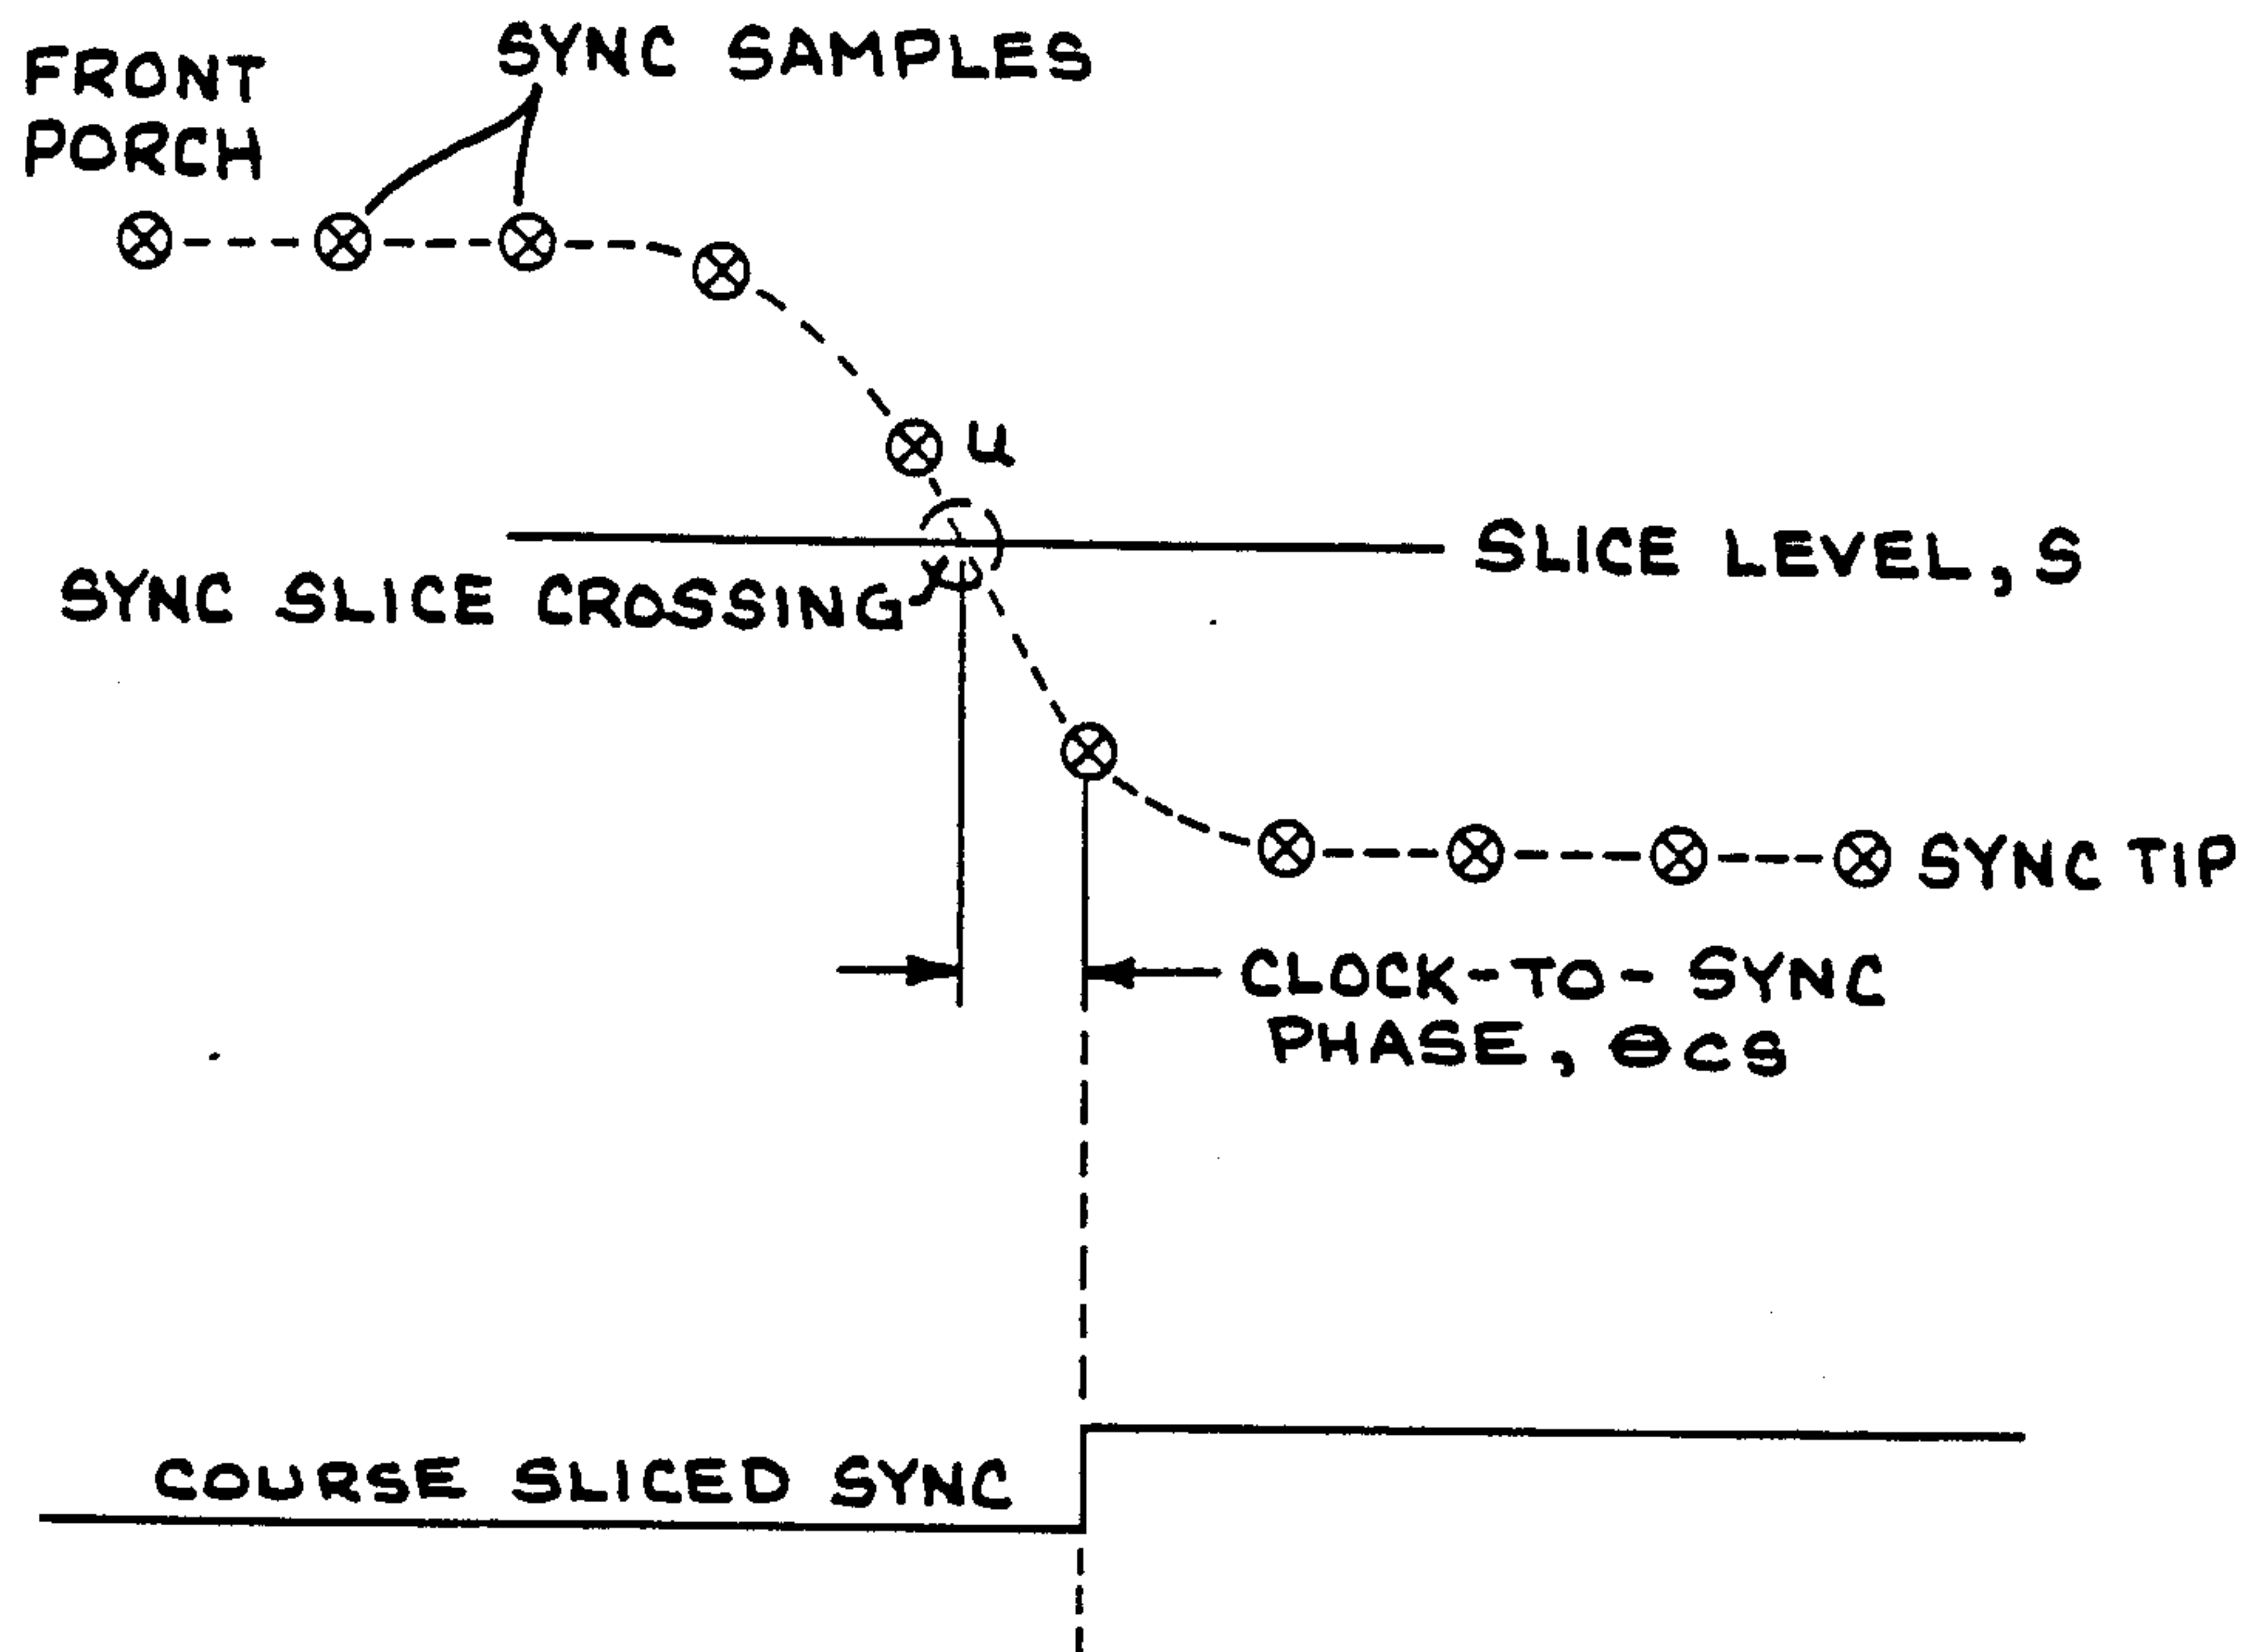 FRONT
PORCH
SYNC SAMPLES
u
SLICE LEVEL, S
SYNC SLICE CROSSING
SYNC TIP
CLOCK-TO-SYNC
PHASE, θCS
COURSE SLICED SYNC